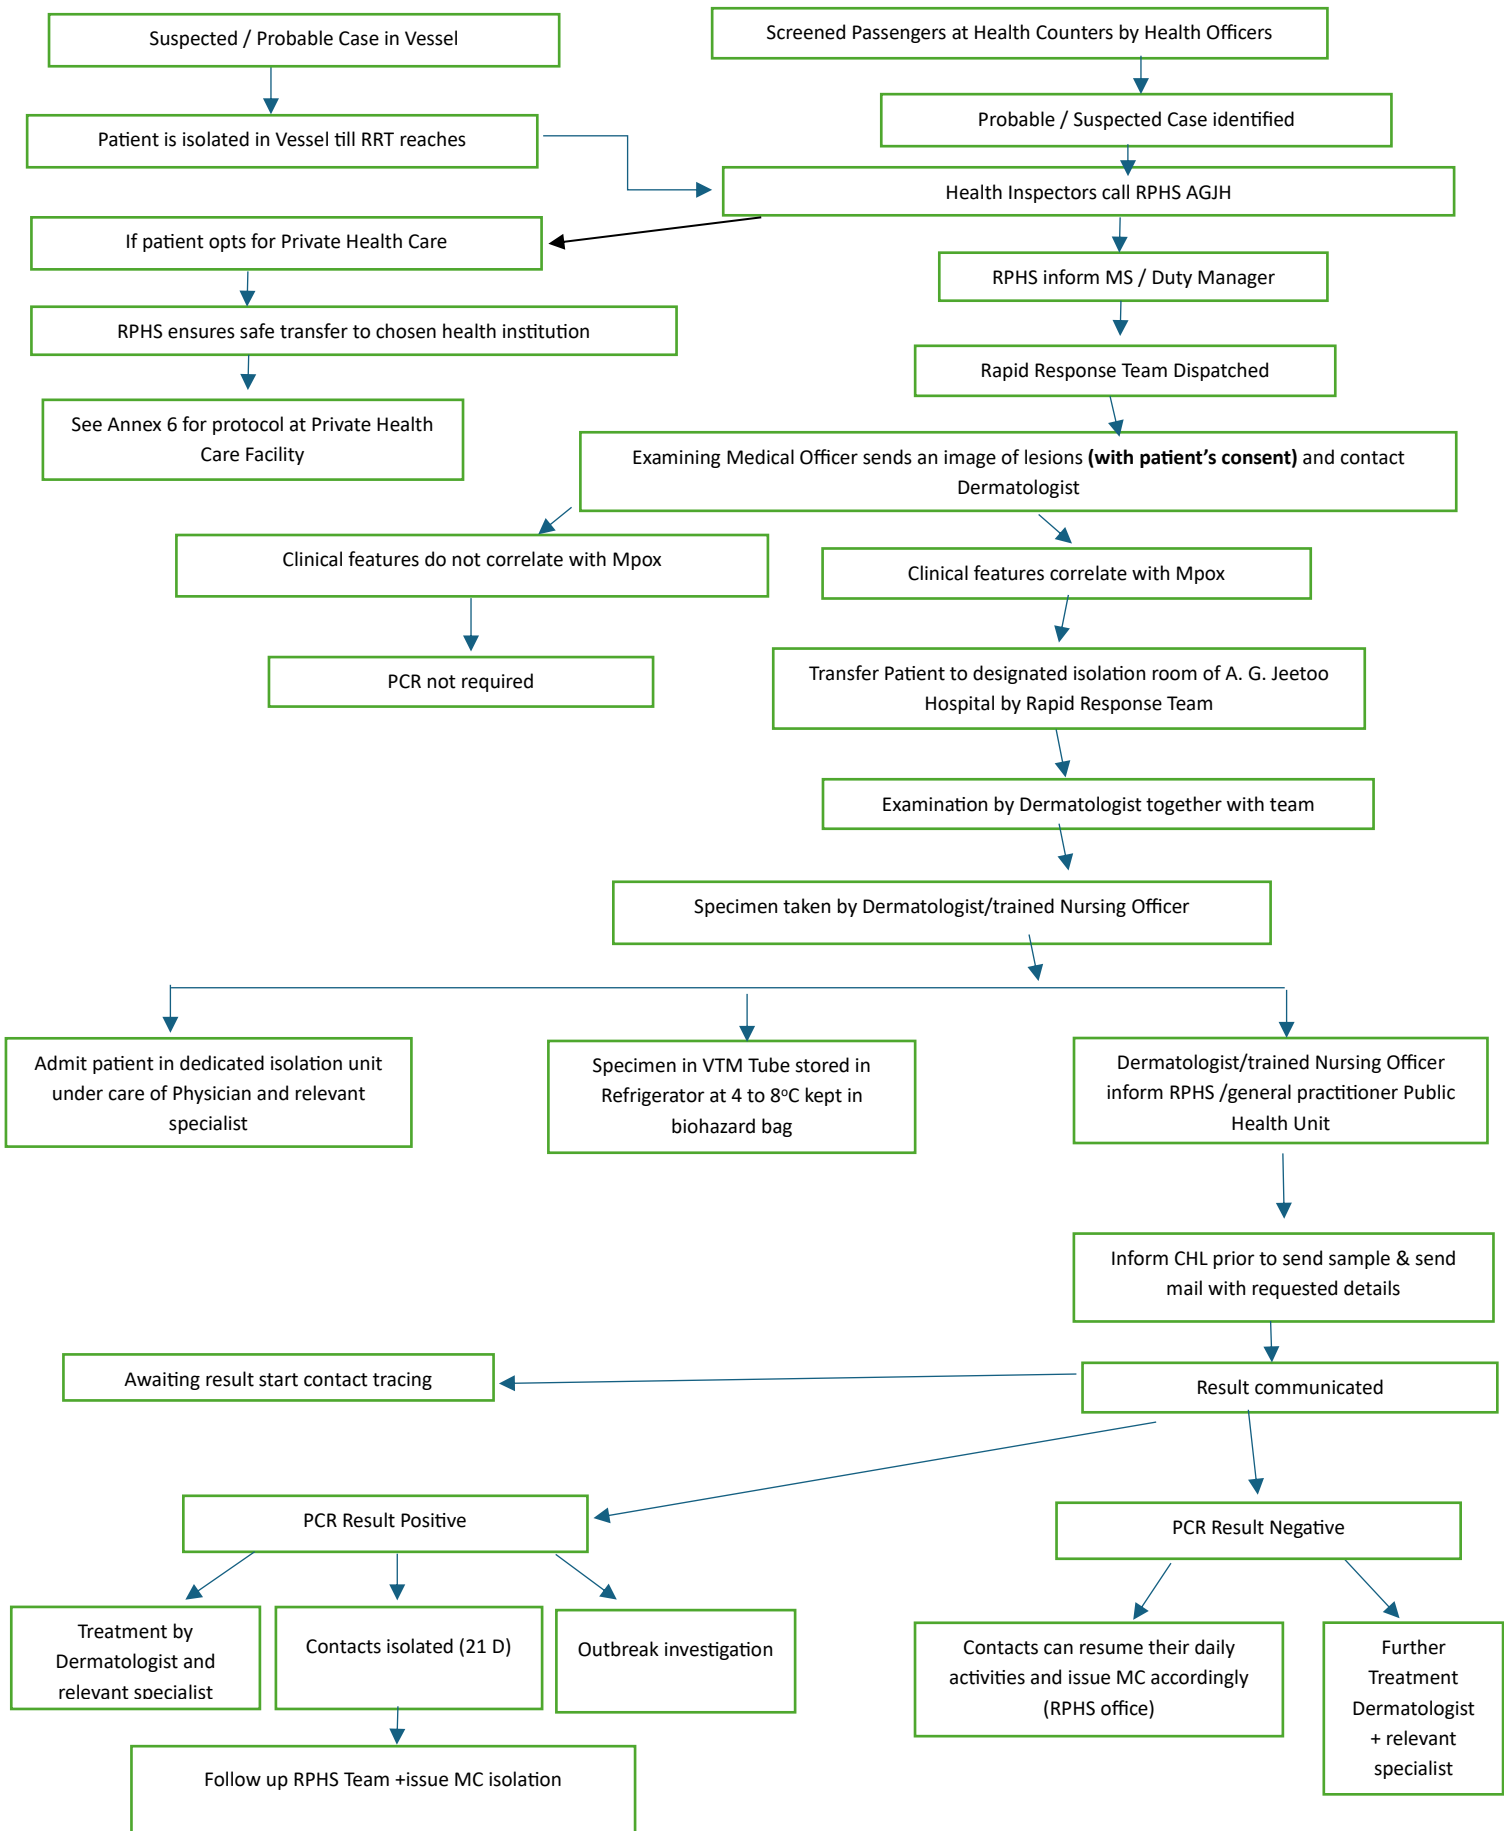 Suspected / Probable Case in Vessel
Screened Passengers at Health Counters by Health Officers
Patient is isolated in Vessel till RRT reaches
Probable / Suspected Case identified
Health Inspectors call RPHS AGJH
If patient opts for Private Health Care
RPHS inform MS / Duty Manager
RPHS ensures safe transfer to chosen health institution
Rapid Response Team Dispatched
See Annex 6 for protocol at Private Health
Care Facility
Examining Medical Officer sends an image of lesions (with patient's consent) and contact
Dermatologist
Clinical features do not correlate with Mpox
Clinical features correlate with Mpox
PCR not required
Transfer Patient to designated isolation room of A. G. Jeetoo
Hospital by Rapid Response Team
Examination by Dermatologist together with team
Specimen taken by Dermatologist/trained Nursing Officer
Admit patient in dedicated isolation unit
under care of Physician and relevant
specialist
Specimen in VTM Tube stored in
Refrigerator at 4 to 8ºC kept in
biohazard bag
Dermatologist/trained Nursing Officer
inform RPHS /general practitioner Public
Health Unit
Inform CHL prior to send sample & send
mail with requested details
Awaiting result start contact tracing
Result communicated
PCR Result Positive
PCR Result Negative
Treatment by
Dermatologist and
relevant specialist
Contacts isolated (21 D)
Outbreak investigation
Contacts can resume their daily
activities and issue MC accordingly
(RPHS office)
Further
Treatment
Dermatologist
+ relevant
specialist
Follow up RPHS Team +issue MC isolation